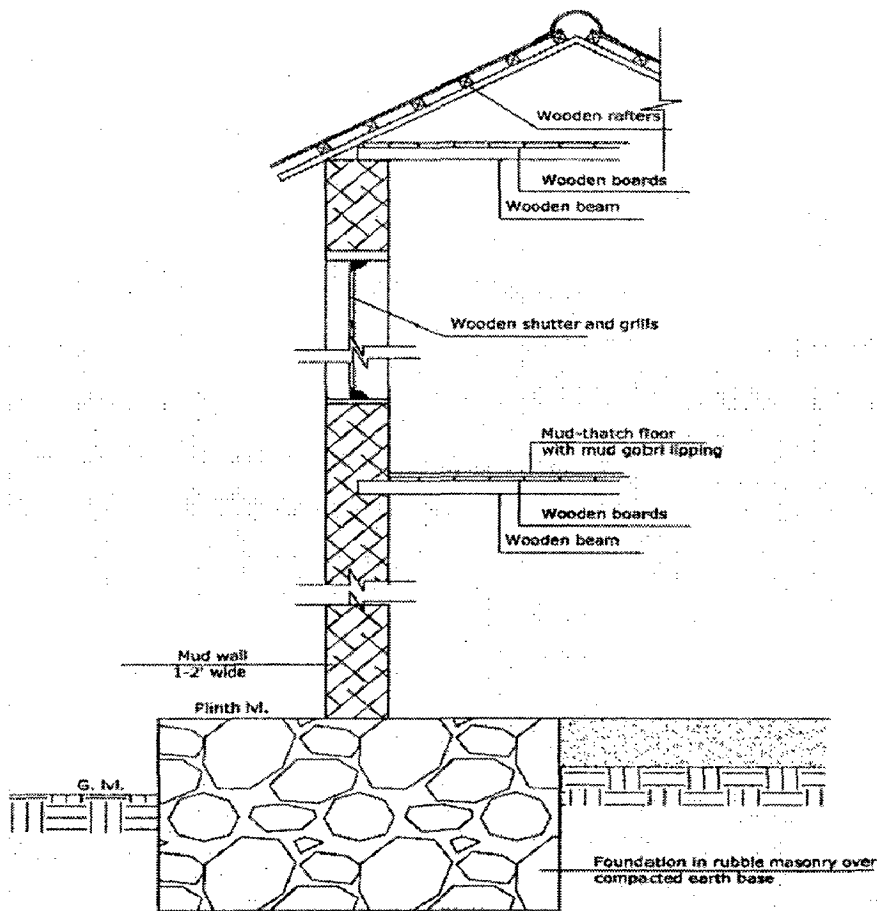 Wooden rafters
Wooden boards
Wooden beam
Wooden shutter and grills
Mud-thatch floor
with mud gobri lipping
Wooden boards
Wooden beam
Mud wall
1-2' wide
Plinth lvl.
G. lvl.
Foundation in rubble masonry over
compacted earth base